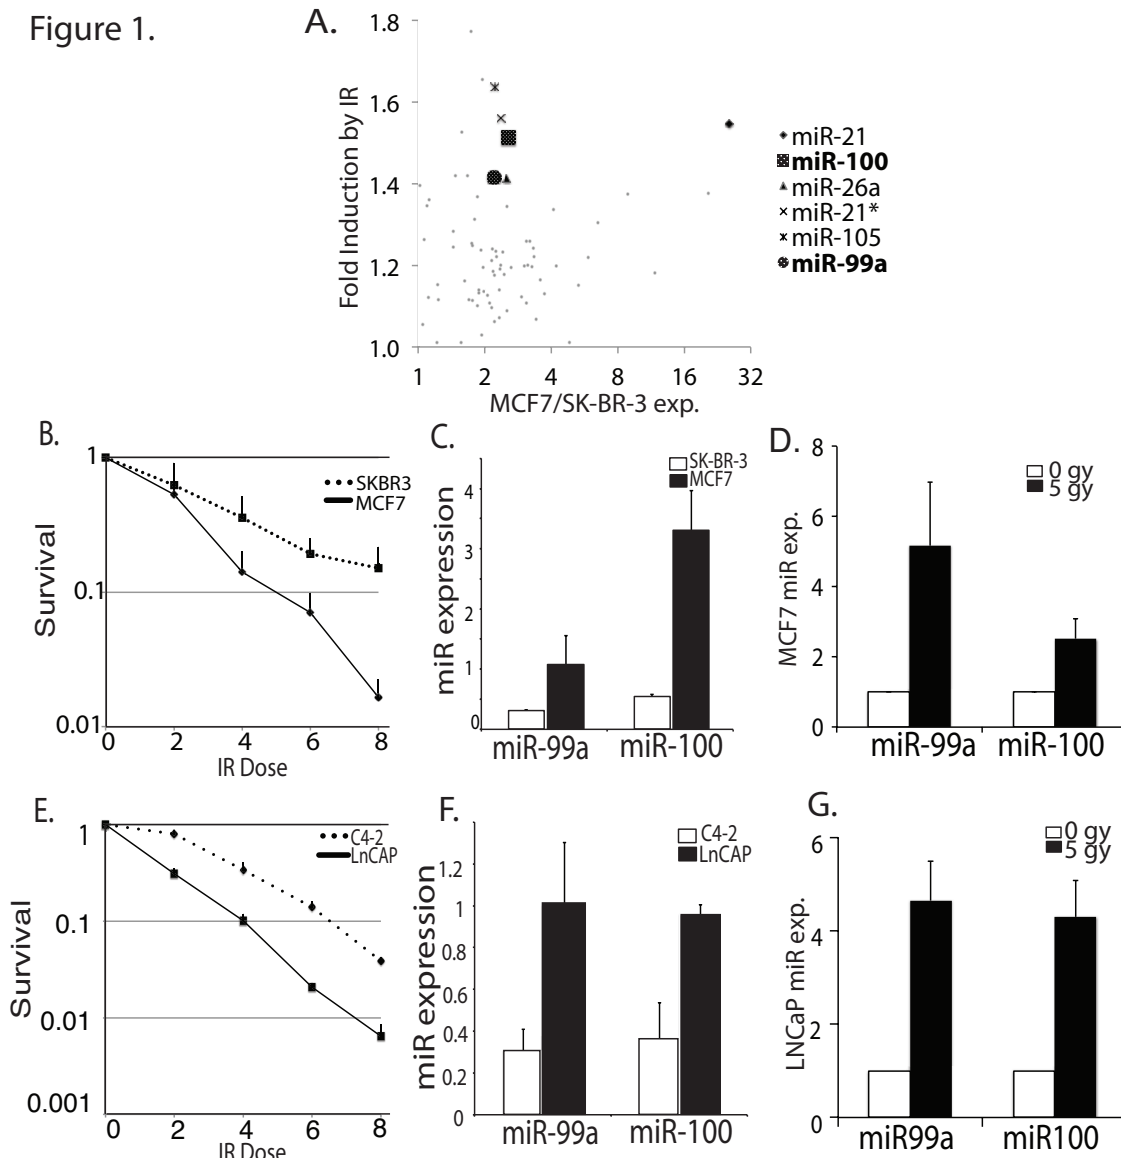 Figure 1.
A.
Fold Induction by IR
1.8
1.6
1.4
1.2
1.0
1 2 4 8 16 32
MCF7/SK-BR-3 exp.
miR-21
miR-100
miR-26a
miR-21*
miR-105
miR-99a
B.
Survival
1
0.1
0.01
0 2 4 6 8
IR Dose
SKBR3
MCF7
C.
miR expression
4
3
2
1
0
miR-99a miR-100
SK-BR-3
MCF7
D.
MCF7 miR exp.
8
6
4
2
0
miR-99a miR-100
0 gy
5 gy
E.
Survival
1
0.1
0.01
0.001
0 2 4 6 8
IR Dose
C4-2
LnCAP
F.
miR expression
1.2
1
0.8
0.6
0.4
0.2
0
miR-99a miR-100
C4-2
LnCAP
G.
LNCaP miR exp.
6
4
2
0
miR99a miR100
0 gy
5 gy